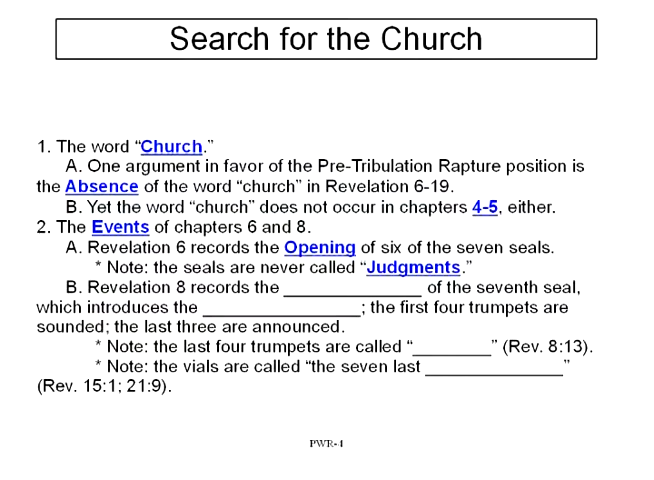 Search for the Church
1. The word “Church.”
A. One argument in favor of the Pre-Tribulation Rapture position is
the Absence of the word “church” in Revelation 6-19.
B. Yet the word “church” does not occur in chapters 4-5, either.
2. The Events of chapters 6 and 8.
A. Revelation 6 records the Opening of six of the seven seals.
* Note: the seals are never called “Judgments.”
B. Revelation 8 records the ______________ of the seventh seal,
which introduces the ________________; the first four trumpets are
sounded; the last three are announced.
* Note: the last four trumpets are called “________” (Rev. 8:13).
* Note: the vials are called “the seven last ______________”
(Rev. 15:1; 21:9).
PWR-4